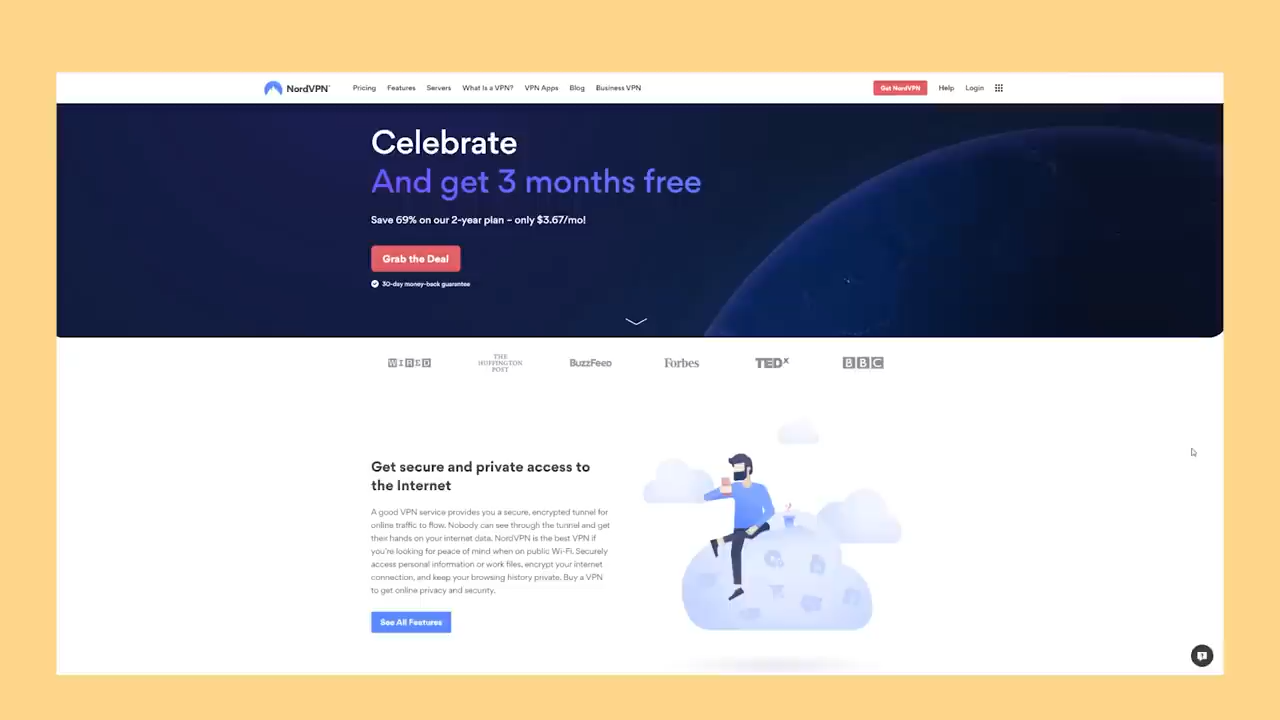 NordVPN
Pricing Features Servers What Is a VPN? VPN Apps Blog Business VPN
Get NordVPN Help Login
Celebrate
And get 3 months free
Save 69% on our 2-year plan – only $3.67/mo!
Grab the Deal
30-day money-back guarantee
WIRED THE HUFFINGTON POST BuzzFeed Forbes TEDx BBC
Get secure and private access to
the Internet
A good VPN service provides you a secure, encrypted tunnel for
online traffic to flow. Nobody can see through the tunnel and get
their hands on your internet data. NordVPN is the best VPN if
you're looking for peace of mind when on public Wi-Fi. Securely
access personal information or work files, encrypt your internet
connection, and keep your browsing history private. Buy a VPN
to get online privacy and security.
See All Features